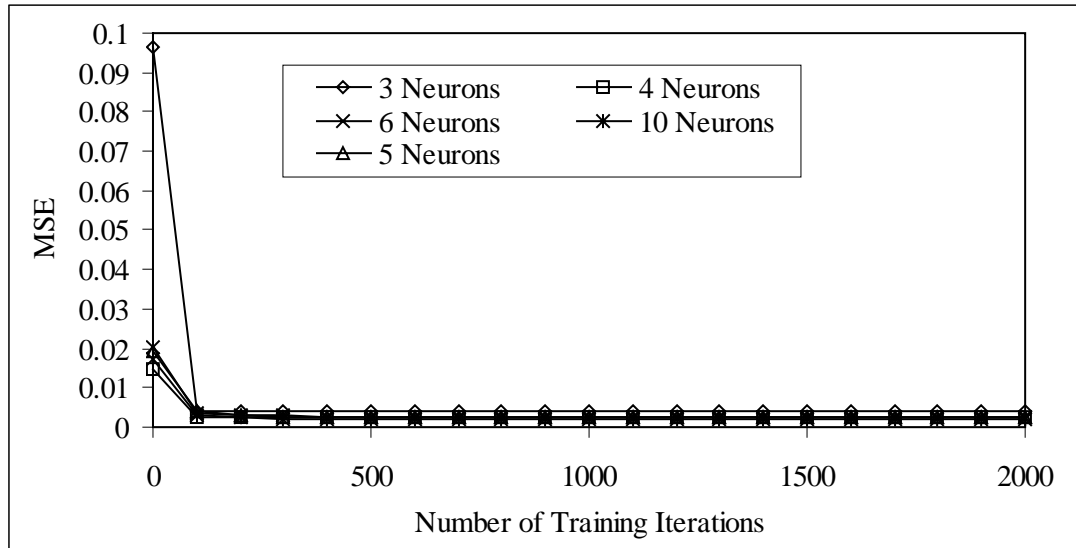 0.1
0.09
0.08
0.07
0.06
0.05
0.04
0.03
0.02
0.01
0
MSE
3 Neurons
4 Neurons
6 Neurons
10 Neurons
5 Neurons
0
500
1000
1500
2000
Number of Training Iterations